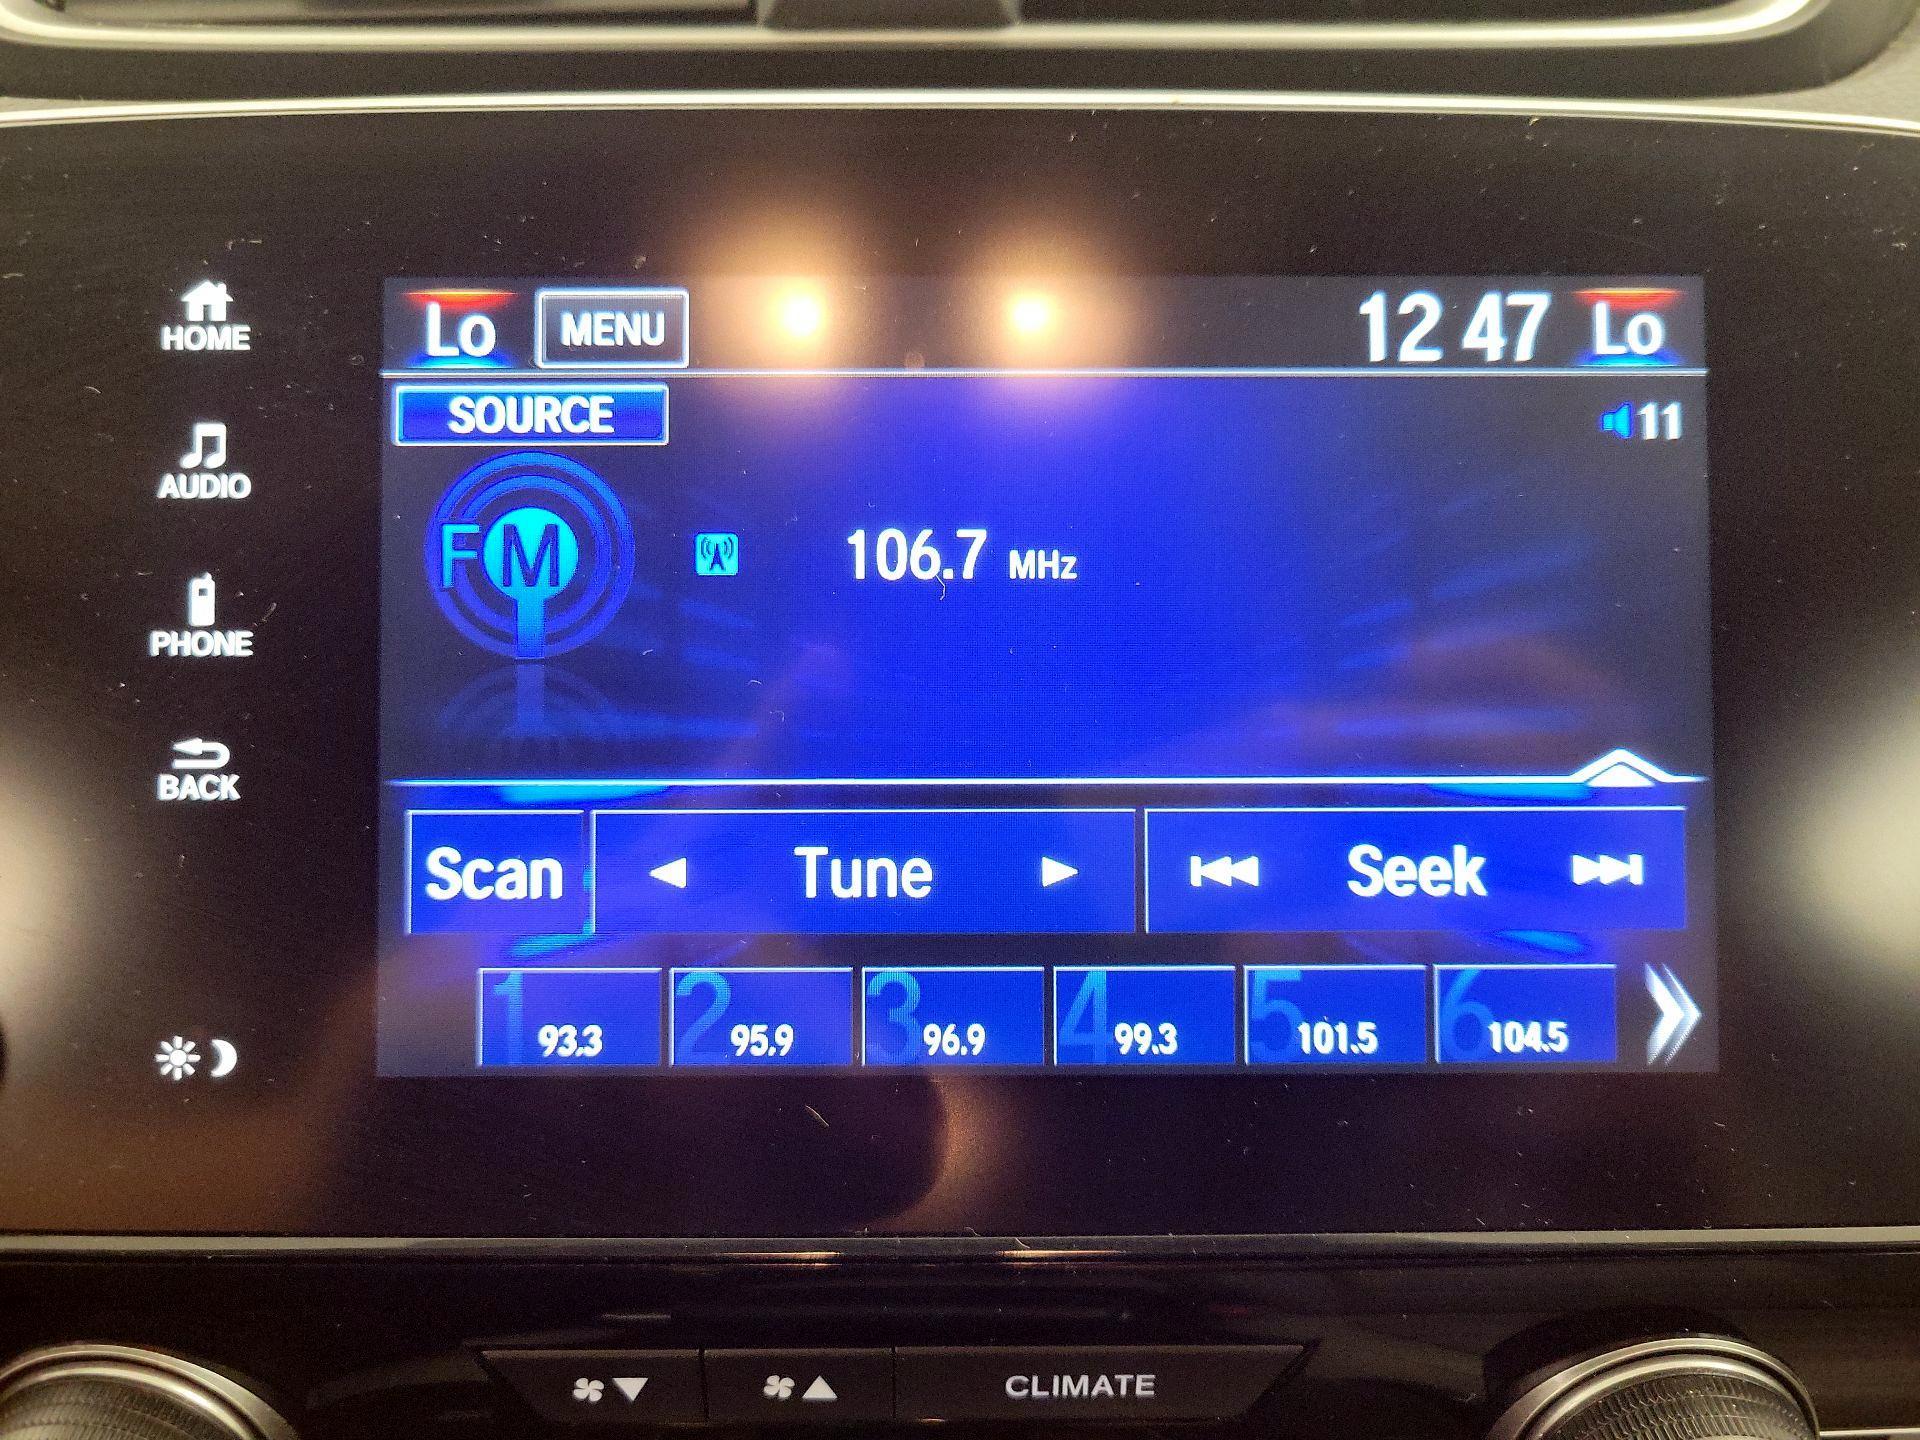 HOME
AUDIO
PHONE
BACK
Lo MENU 12 47 Lo
SOURCE 11
FM 106.7 MHz
Scan Tune Seek
1 93.3 2 95.9 3 96.9 4 99.3 5 101.5 6 104.5
CLIMATE